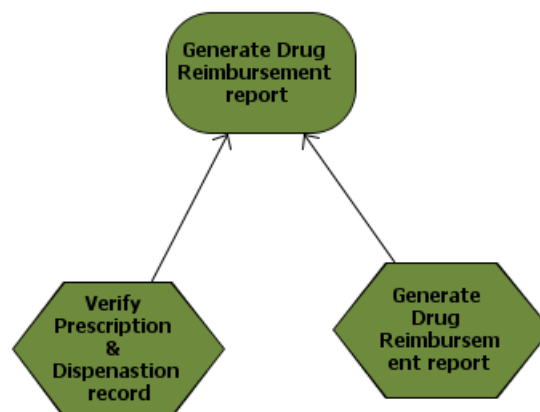 Generate Drug
Reimbursement
report
Verify
Prescription
&
Dispenastion
record
Generate
Drug
Reimbursem
ent report